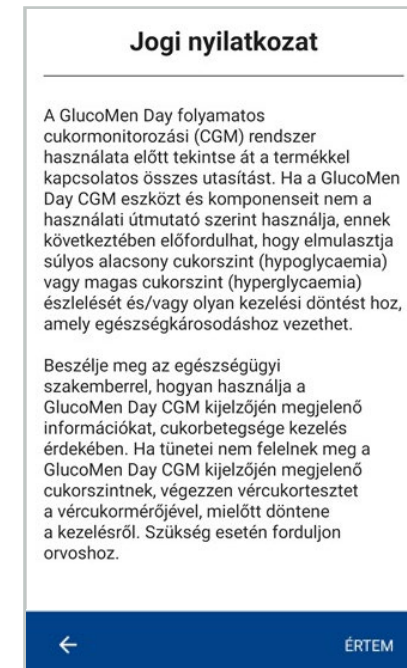 Jogi nyilatkozat
A GlucoMen Day folyamatos
cukormonitorozási (CGM) rendszer
használata előtt tekintse át a termékkel
kapcsolatos összes utasítást. Ha a GlucoMen
Day CGM eszközt és komponenseit nem a
használati útmutató szerint használja, ennek
következtében előfordulhat, hogy elmulasztja
súlyos alacsony cukorszint (hypoglycaemia)
vagy magas cukorszint (hyperglycaemia)
észlelését és/vagy olyan kezelési döntést hoz,
amely egészségkárosodáshoz vezethet.
Beszélje meg az egészségügyi
szakemberrel, hogyan használja a
GlucoMen Day CGM kijelzőjén megjelenő
információkat, cukorbetegsége kezelés
érdekében. Ha tünetei nem felelnek meg a
GlucoMen Day CGM kijelzőjén megjelenő
cukorszintnek, végezzen vércukortesztet
a vércukormérőjével, mielőtt döntene
a kezelésről. Szükség esetén forduljon
orvoshoz.
ÉRTEM